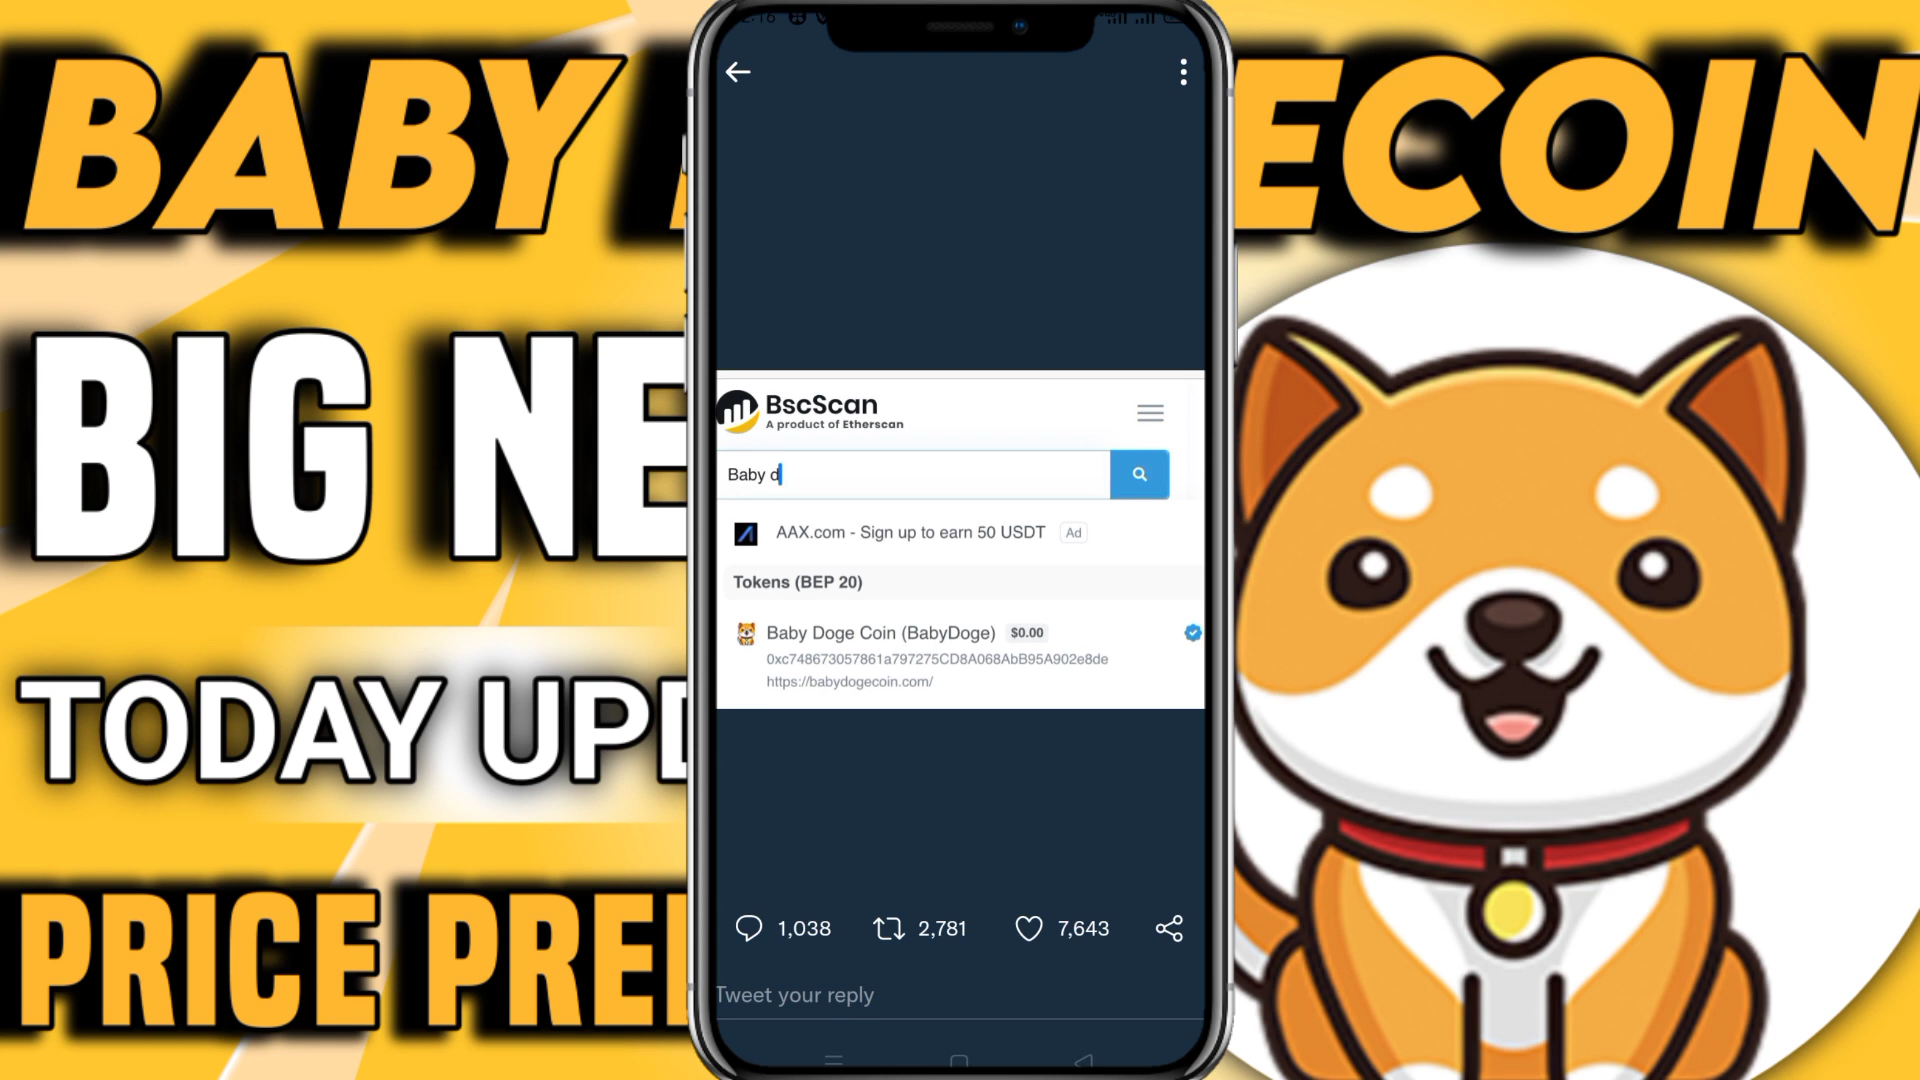 BABY
ECOIN
BIG NE
TODAY UPD
PRICE PRE
BscScan
A product of Etherscan
Baby d
AAX.com - Sign up to earn 50 USDT Ad
Tokens (BEP 20)
Baby Doge Coin (BabyDoge) $0.00
0xc748673057861a797275CD8A068AbB95A902e8de
https://babydogecoin.com/
1,038 2,781 7,643
Tweet your reply